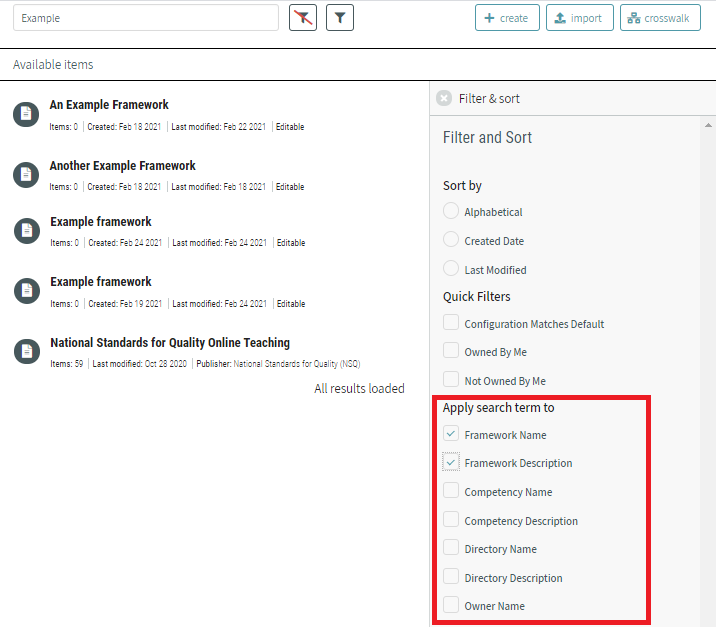 Example
create
import
crosswalk
Available items
An Example Framework
Items: 0 | Created: Feb 18 2021 | Last modified: Feb 22 2021 | Editable
Another Example Framework
Items: 0 | Created: Feb 18 2021 | Last modified: Feb 18 2021 | Editable
Example framework
Items: 0 | Created: Feb 24 2021 | Last modified: Feb 24 2021 | Editable
Example framework
Items: 0 | Created: Feb 19 2021 | Last modified: Feb 24 2021 | Editable
National Standards for Quality Online Teaching
Items: 59 | Last modified: Oct 28 2020 | Publisher: National Standards for Quality (NSQ)
All results loaded
Filter & sort
Filter and Sort
Sort by
Alphabetical
Created Date
Last Modified
Quick Filters
Configuration Matches Default
Owned By Me
Not Owned By Me
Apply search term to
Framework Name
Framework Description
Competency Name
Competency Description
Directory Name
Directory Description
Owner Name